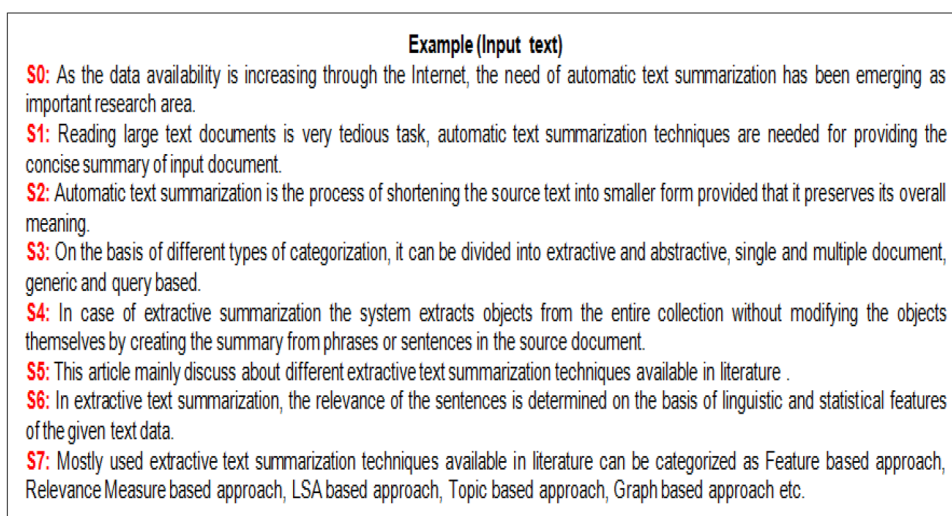 Example (Input text)
S0: As the data availability is increasing through the Internet, the need of automatic text summarization has been emerging as
important research area.
S1: Reading large text documents is very tedious task, automatic text summarization techniques are needed for providing the
concise summary of input document.
S2: Automatic text summarization is the process of shortening the source text into smaller form provided that it preserves its overall
meaning.
S3: On the basis of different types of categorization, it can be divided into extractive and abstractive, single and multiple document,
generic and query based.
S4: In case of extractive summarization the system extracts objects from the entire collection without modifying the objects
themselves by creating the summary from phrases or sentences in the source document.
S5: This article mainly discuss about different extractive text summarization techniques available in literature .
S6: In extractive text summarization, the relevance of the sentences is determined on the basis of linguistic and statistical features
of the given text data.
S7: Mostly used extractive text summarization techniques available in literature can be categorized as Feature based approach,
Relevance Measure based approach, LSA based approach, Topic based approach, Graph based approach etc.